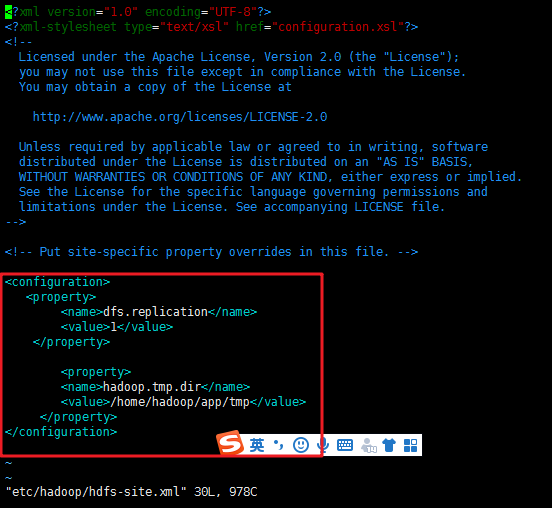 <?xml version="1.0" encoding="UTF-8"?>
<?xml-stylesheet type="text/xsl" href="configuration.xsl"?>
<!--
  Licensed under the Apache License, Version 2.0 (the "License");
  you may not use this file except in compliance with the License.
  You may obtain a copy of the License at

    http://www.apache.org/licenses/LICENSE-2.0

  Unless required by applicable law or agreed to in writing, software
  distributed under the License is distributed on an "AS IS" BASIS,
  WITHOUT WARRANTIES OR CONDITIONS OF ANY KIND, either express or implied.
  See the License for the specific language governing permissions and
  limitations under the License. See accompanying LICENSE file.
-->

<!-- Put site-specific property overrides in this file. -->

<configuration>
   <property>
        <name>dfs.replication</name>
        <value>1</value>
    </property>

        <property>
        <name>hadoop.tmp.dir</name>
        <value>/home/hadoop/app/tmp</value>
     </property>
</configuration>
S 英
~
~
"etc/hadoop/hdfs-site.xml" 30L, 978C